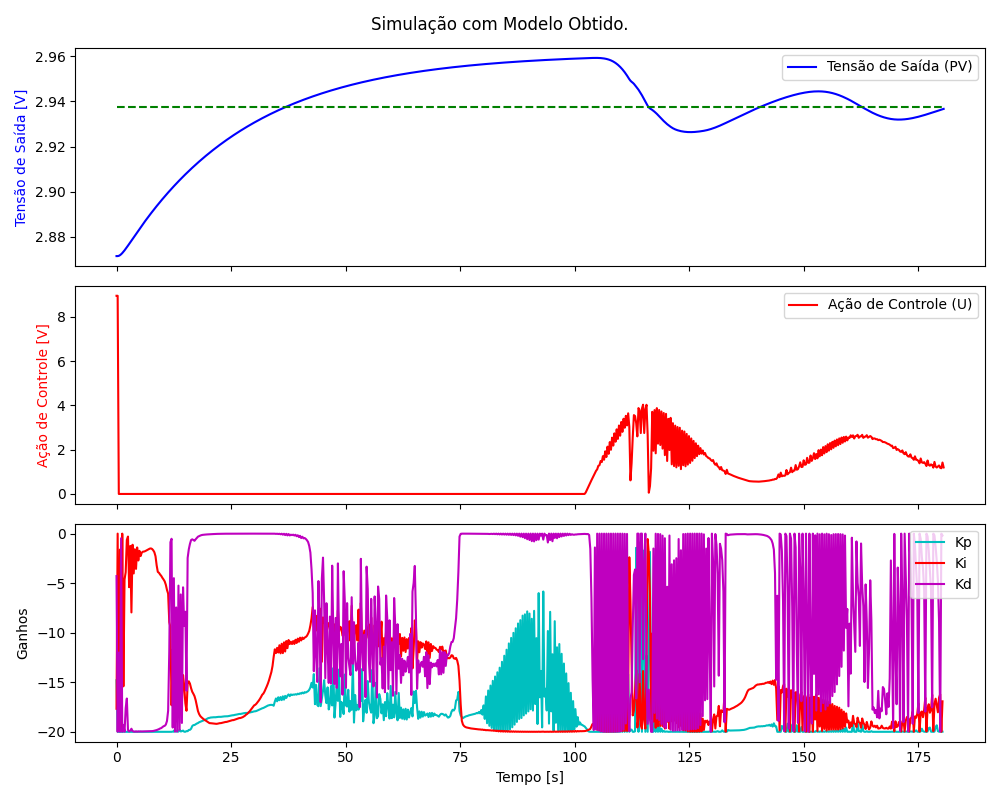 Simulação com Modelo Obtido.
2.96
2.94
2.92
2.90
2.88
Tensão de Saída [V]
Tensão de Saída (PV)
8
6
4
2
0
Ação de Controle [V]
Ação de Controle (U)
0
−5
−10
−15
−20
Ganhos
Kp
Ki
Kd
0 25 50 75 100 125 150 175
Tempo [s]